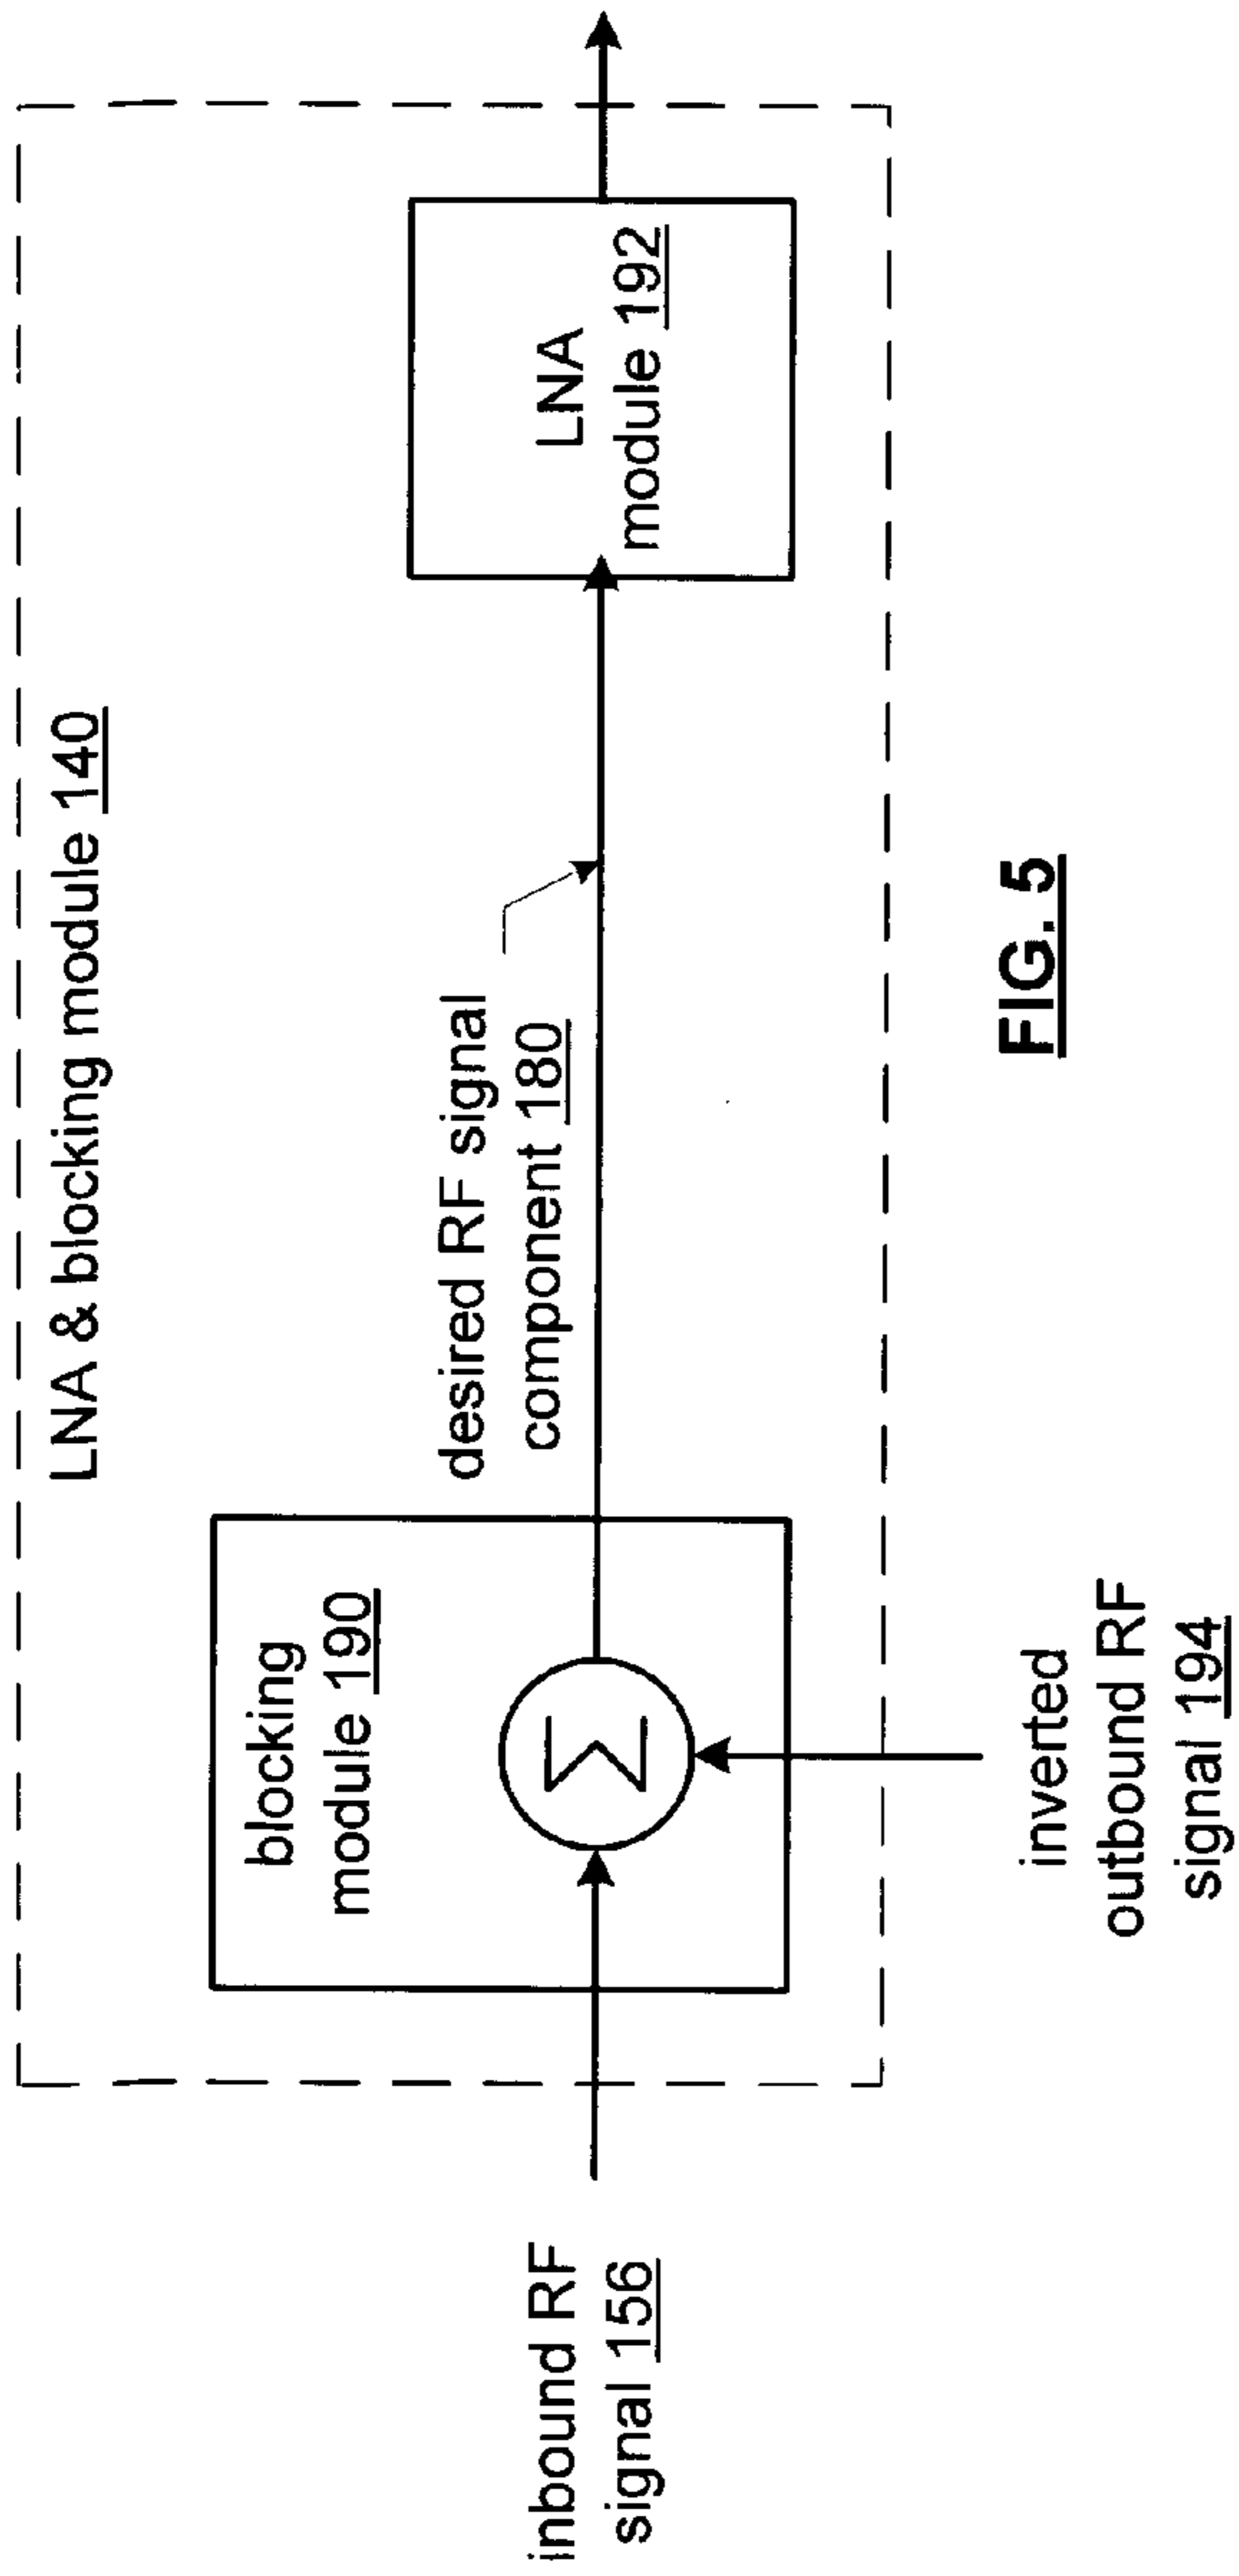 LNA & blocking module 140
blocking
module 190
Σ
desired RF signal
component 180
LNA
module 192
inbound RF
signal 156
inverted
outbound RF
signal 194
FIG. 5